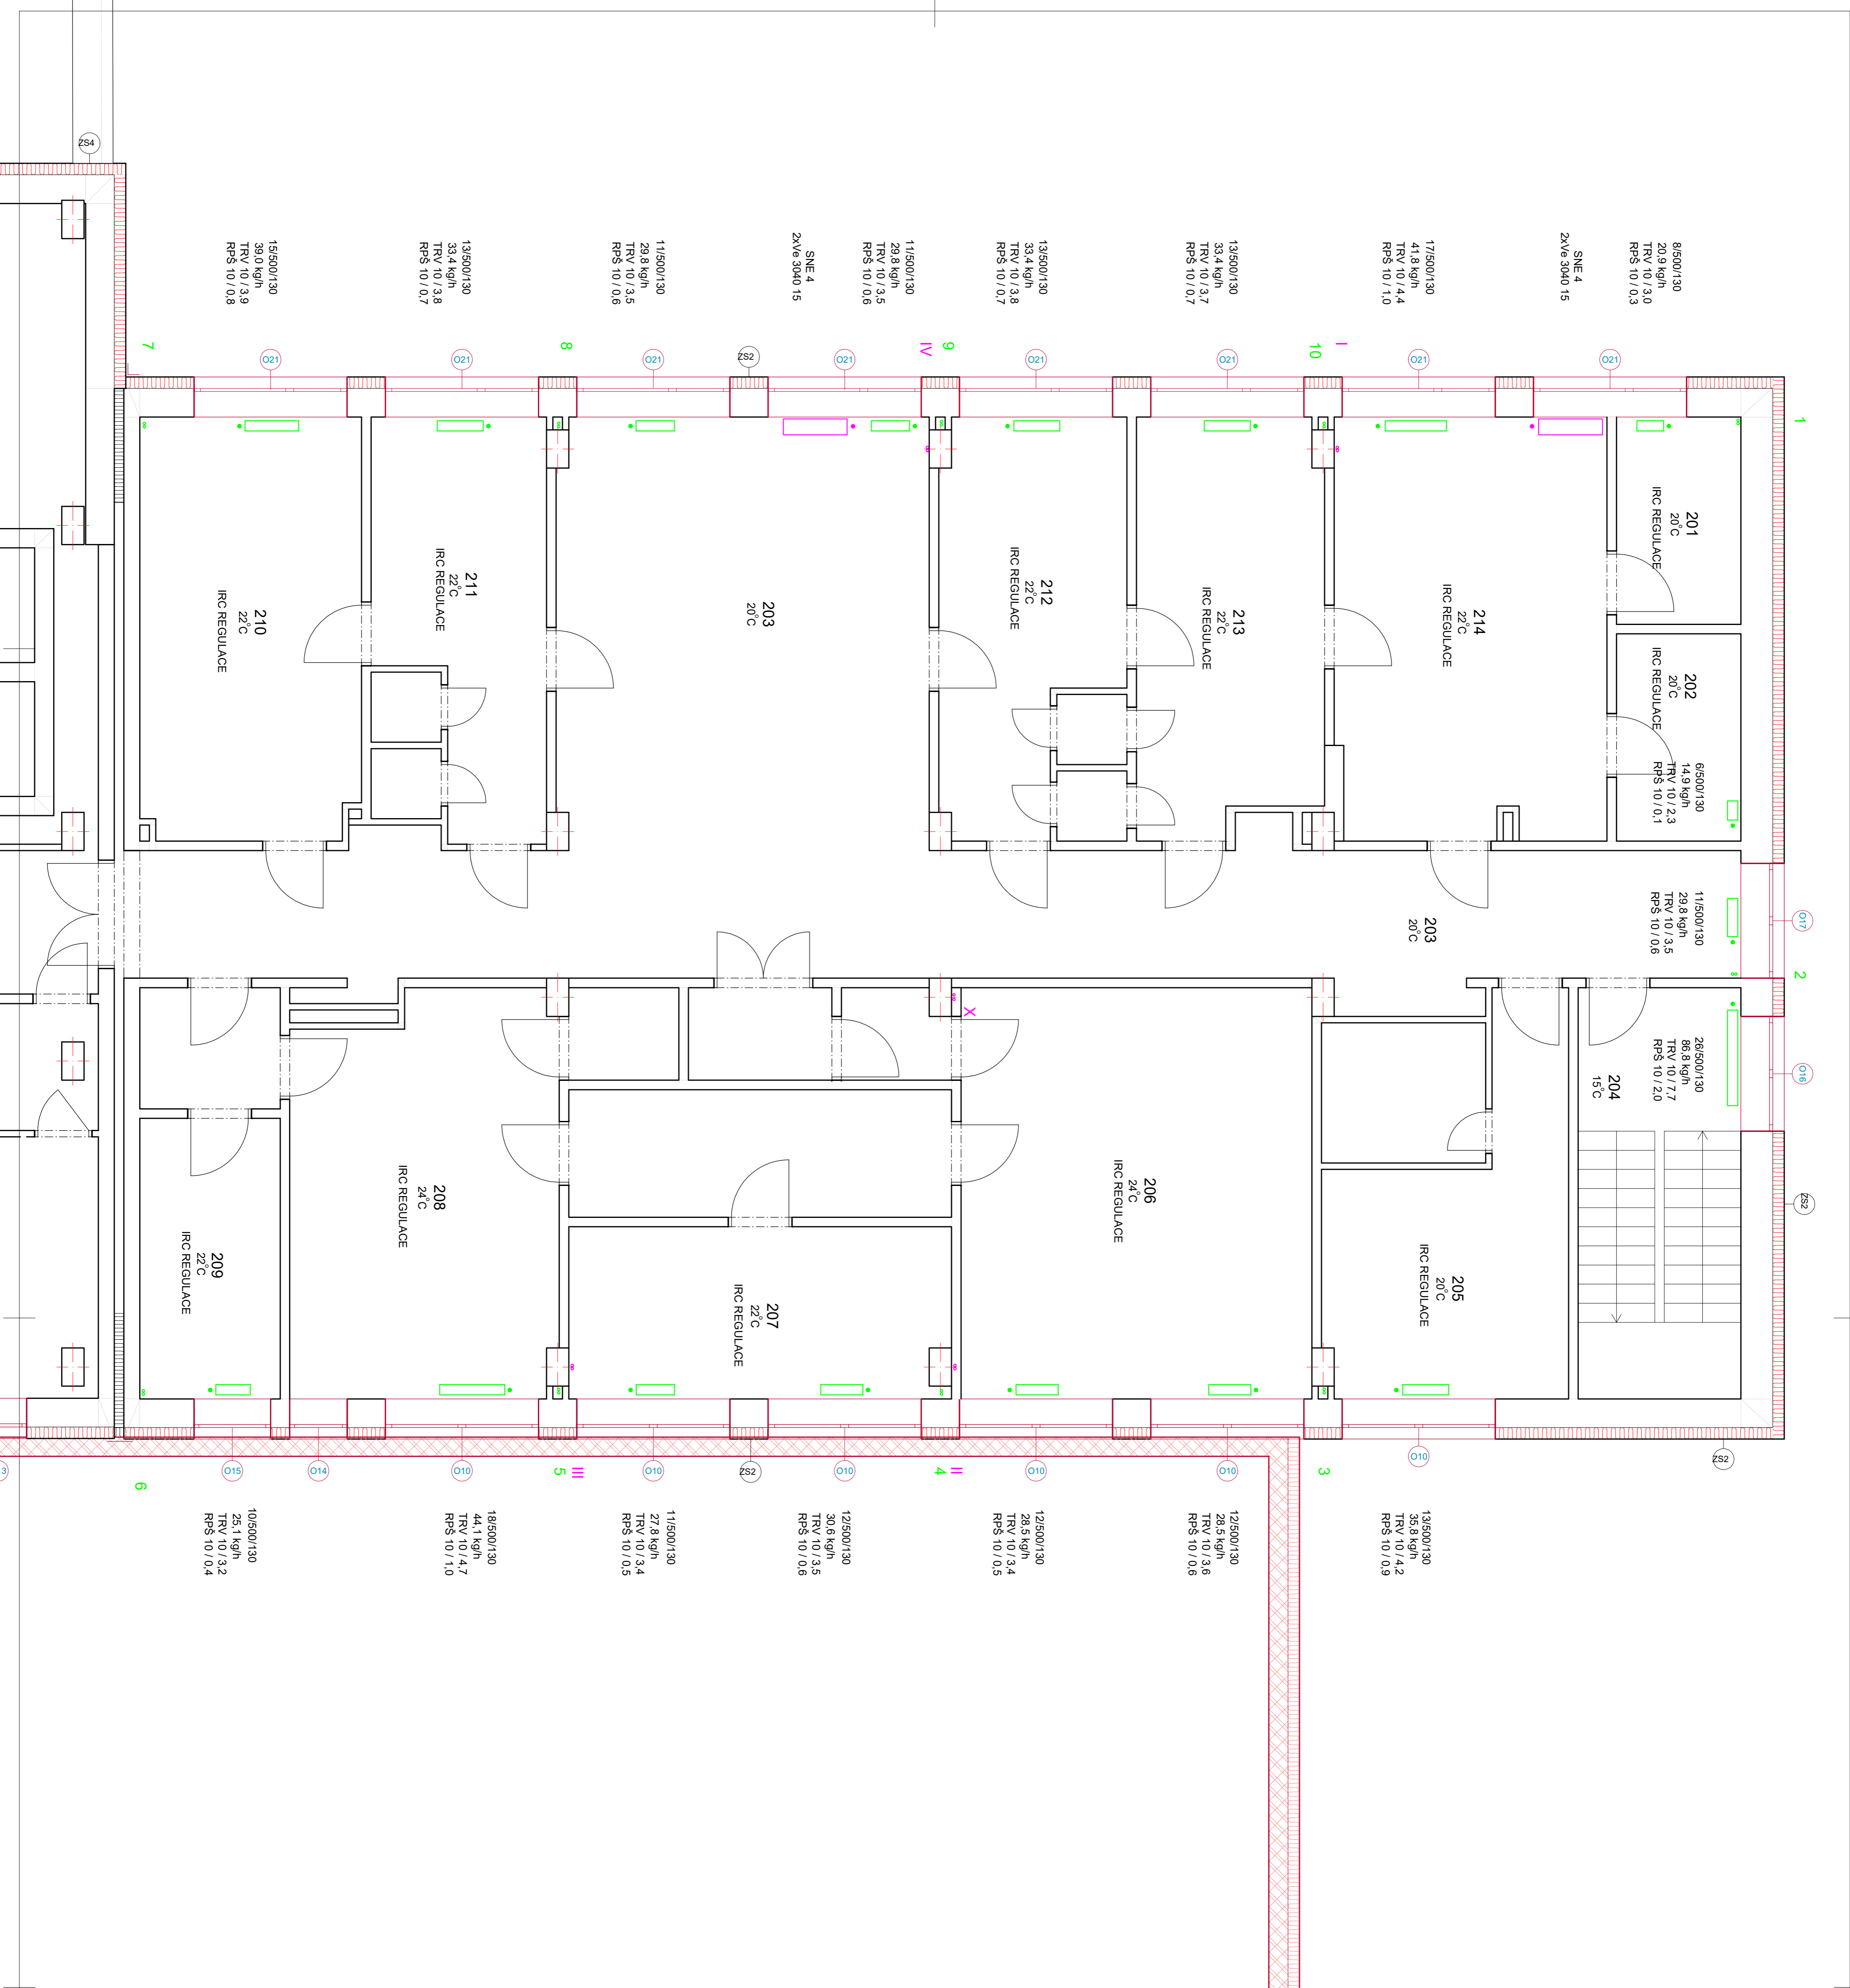 ZS4
15/500/130
39,0 kg/h
TRV 10 / 3,9
RPŠ 10 / 0,8
13/500/130
33,4 kg/h
TRV 10 / 3,8
RPŠ 10 / 0,7
11/500/130
29,8 kg/h
TRV 10 / 3,5
RPŠ 10 / 0,6
SNE 4
2xVe 3040 15
11/500/130
29,8 kg/h
TRV 10 / 3,5
RPŠ 10 / 0,6
13/500/130
33,4 kg/h
TRV 10 / 3,8
RPŠ 10 / 0,7
13/500/130
33,4 kg/h
TRV 10 / 3,7
RPŠ 10 / 0,7
17/500/130
41,8 kg/h
TRV 10 / 4,4
RPŠ 10 / 1,0
SNE 4
2xVe 3040 15
8/500/130
20,9 kg/h
TRV 10 / 3,0
RPŠ 10 / 0,3
7
8
IV
9
10
I
1
O21
O21
O21
ZS2
O21
O21
O21
O21
O21
210
22°C
IRC REGULACE
211
22°C
IRC REGULACE
203
20°C
212
22°C
IRC REGULACE
213
22°C
IRC REGULACE
214
22°C
IRC REGULACE
201
20°C
IRC REGULACE
202
20°C
IRC REGULACE
6/500/130
14,9 kg/h
TRV 10 / 2,3
RPŠ 10 / 0,1
203
20°C
11/500/130
29,8 kg/h
TRV 10 / 3,5
RPŠ 10 / 0,6
O17
2
X
26/500/130
86,8 kg/h
TRV 10 / 7,7
RPŠ 10 / 2,0
O16
204
15°C
ZS2
209
22°C
IRC REGULACE
208
24°C
IRC REGULACE
207
22°C
IRC REGULACE
206
24°C
IRC REGULACE
205
20°C
IRC REGULACE
3
O15
O14
O10
O10
ZS2
O10
O10
O10
O10
ZS2
6
5
III
4
II
3
10/500/130
25,1 kg/h
TRV 10 / 3,2
RPŠ 10 / 0,4
18/500/130
44,1 kg/h
TRV 10 / 4,7
RPŠ 10 / 1,0
11/500/130
27,8 kg/h
TRV 10 / 3,4
RPŠ 10 / 0,5
12/500/130
30,6 kg/h
TRV 10 / 3,5
RPŠ 10 / 0,6
12/500/130
28,5 kg/h
TRV 10 / 3,4
RPŠ 10 / 0,5
12/500/130
28,5 kg/h
TRV 10 / 3,6
RPŠ 10 / 0,6
13/500/130
35,8 kg/h
TRV 10 / 4,2
RPŠ 10 / 0,9